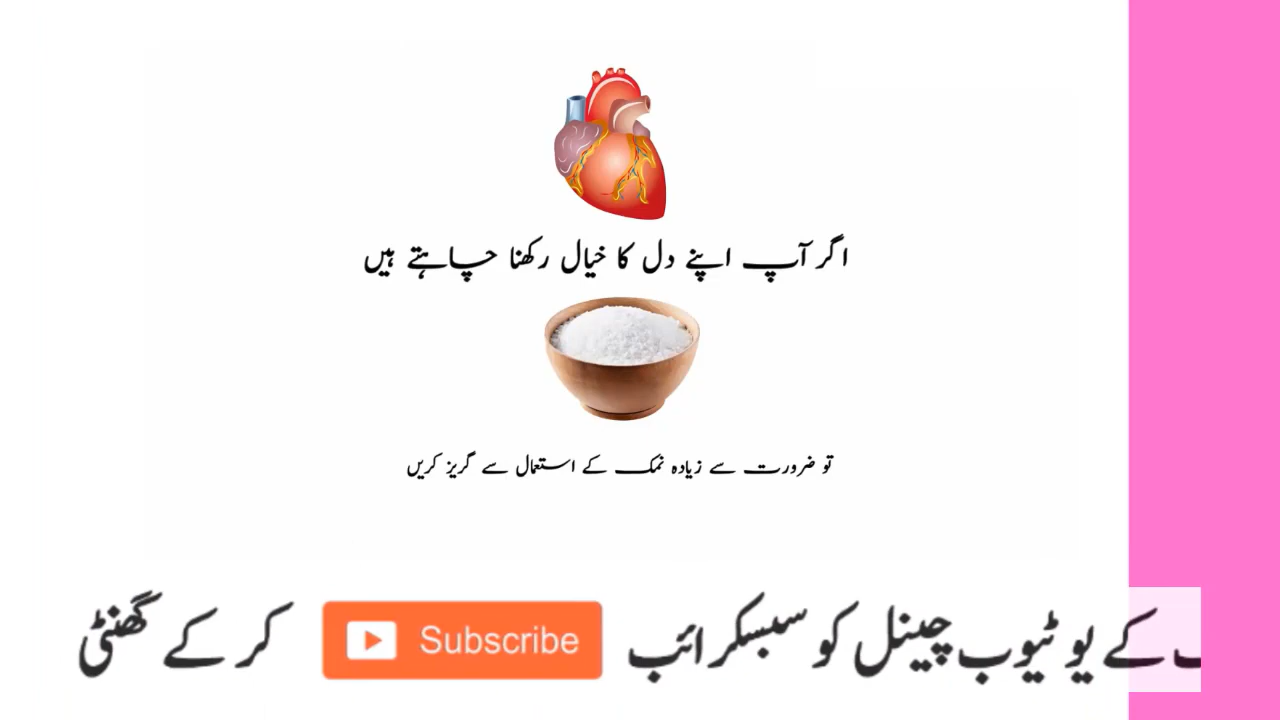 اگر آپ اپنے دل کا خیال رکھنا چاہتے ہیں
تو ضرورت سے زیادہ نمک کے استعمال سے گریز کریں
کے یوٹیوب چینل کو سبسکرائب Subscribe کر کے گھنٹی